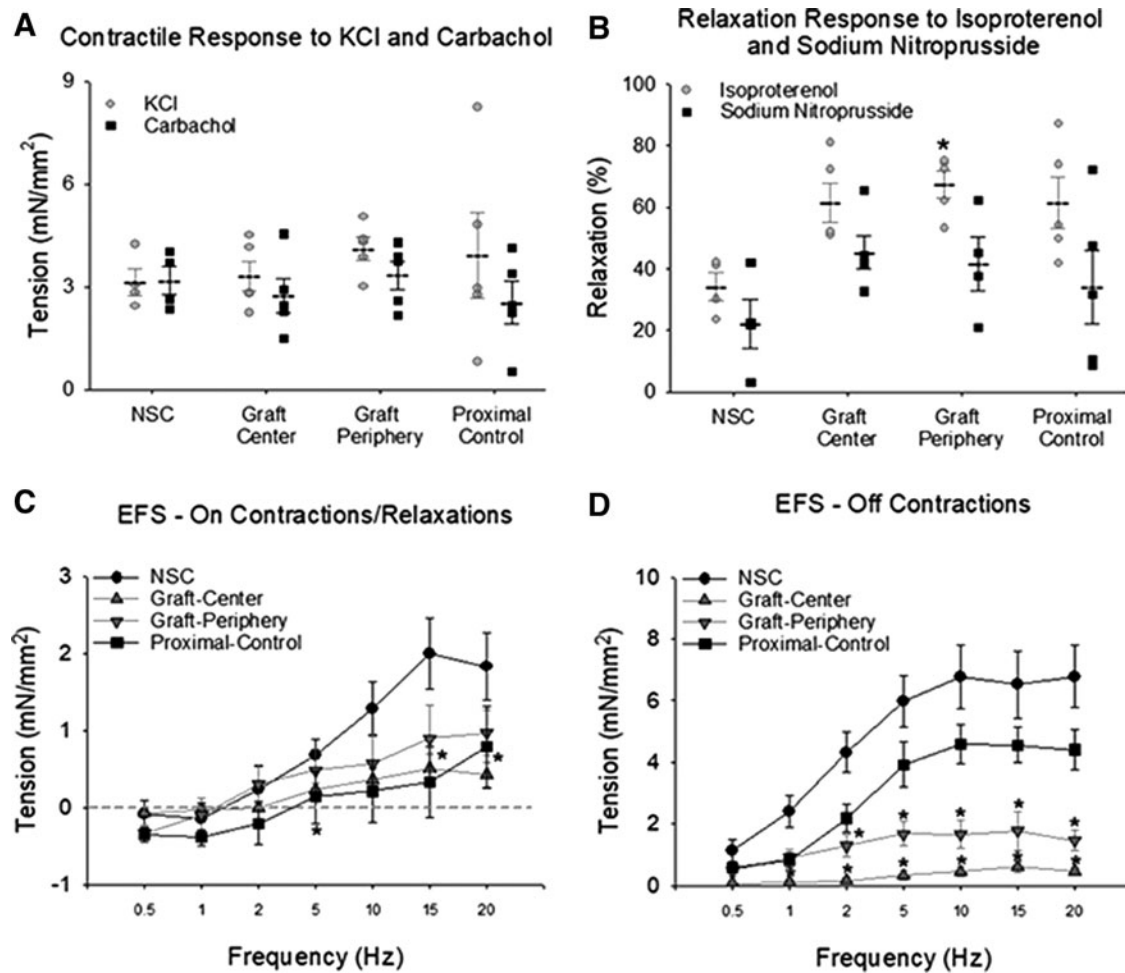 A
Contractile Response to KCl and Carbachol
9
6
3
0
Tension (mN/mm²)
KCl
Carbachol
NSC
Graft
Center
Graft
Periphery
Proximal
Control
B
Relaxation Response to Isoproterenol
and Sodium Nitroprusside
100
80
60
40
20
0
Relaxation (%)
Isoproterenol
Sodium Nitroprusside
*
NSC
Graft
Center
Graft
Periphery
Proximal
Control
C
EFS - On Contractions/Relaxations
3
2
1
0
-1
Tension (mN/mm²)
NSC
Graft-Center
Graft-Periphery
Proximal-Control
* * *
0.5 1 2 5 10 15 20
Frequency (Hz)
D
EFS - Off Contractions
10
8
6
4
2
0
Tension (mN/mm²)
NSC
Graft-Center
Graft-Periphery
Proximal-Control
* * * * *
* * * * * *
0.5 1 2 5 10 15 20
Frequency (Hz)